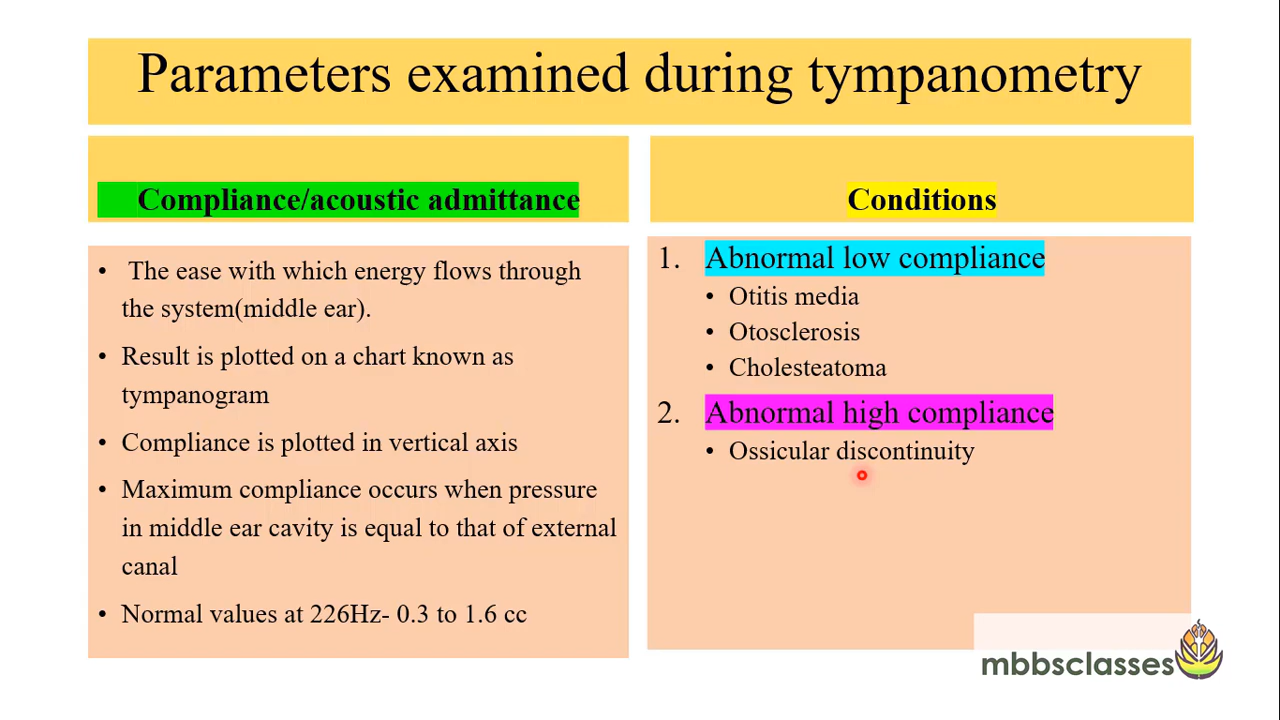 Parameters examined during tympanometry
Compliance/acoustic admittance
• The ease with which energy flows through
the system(middle ear).
• Result is plotted on a chart known as
tympanogram
• Compliance is plotted in vertical axis
• Maximum compliance occurs when pressure
in middle ear cavity is equal to that of external
canal
• Normal values at 226Hz- 0.3 to 1.6 cc
Conditions
1. Abnormal low compliance
• Otitis media
• Otosclerosis
• Cholesteatoma
2. Abnormal high compliance
• Ossicular discontinuity
mbbsclasses